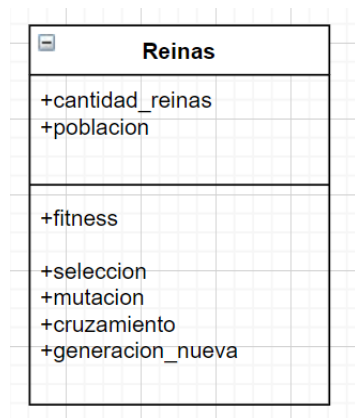 Reinas
+cantidad_reinas
+poblacion
+fitness
+seleccion
+mutacion
+cruzamiento
+generacion_nueva